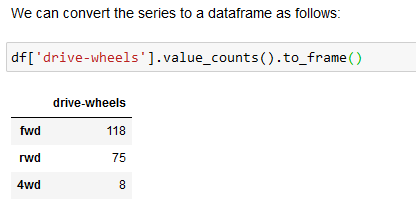 We can convert the series to a dataframe as follows:
df['drive-wheels'].value_counts().to_frame()
drive-wheels
fwd 118
rwd 75
4wd 8